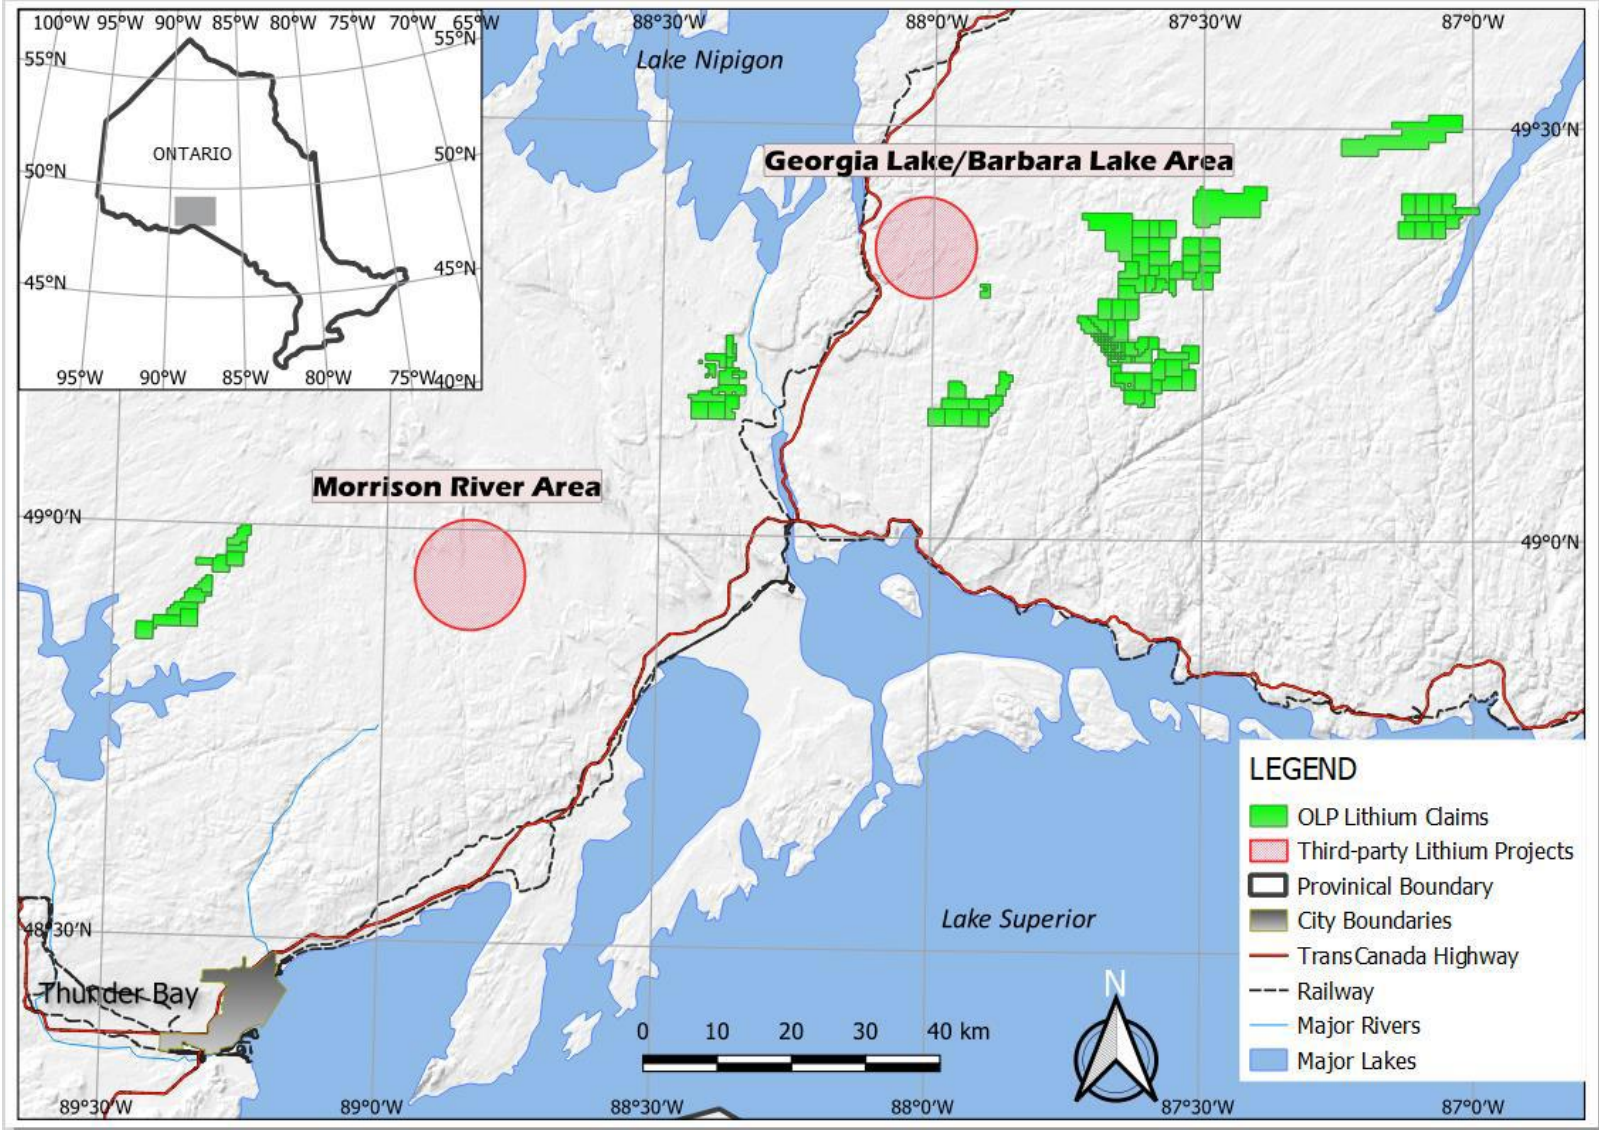 100°W 95°W 90°W 85°W 80°W 75°W 70°W 65°W
55°N
55°N
ONTARIO
50°N
50°N
45°N
45°N
40°N
95°W 90°W 85°W 80°W 75°W
88°30'W 88°0'W 87°30'W 87°0'W
Lake Nipigon
49°30'N
Georgia Lake/Barbara Lake Area
Morrison River Area
49°0'N
49°0'N
LEGEND
OLP Lithium Claims
Third-party Lithium Projects
Provinical Boundary
City Boundaries
TransCanada Highway
Railway
Major Rivers
Major Lakes
Lake Superior
48°30'N
Thunder Bay
N
0 10 20 30 40 km
89°30'W 89°0'W 88°30'W 88°0'W 87°30'W 87°0'W